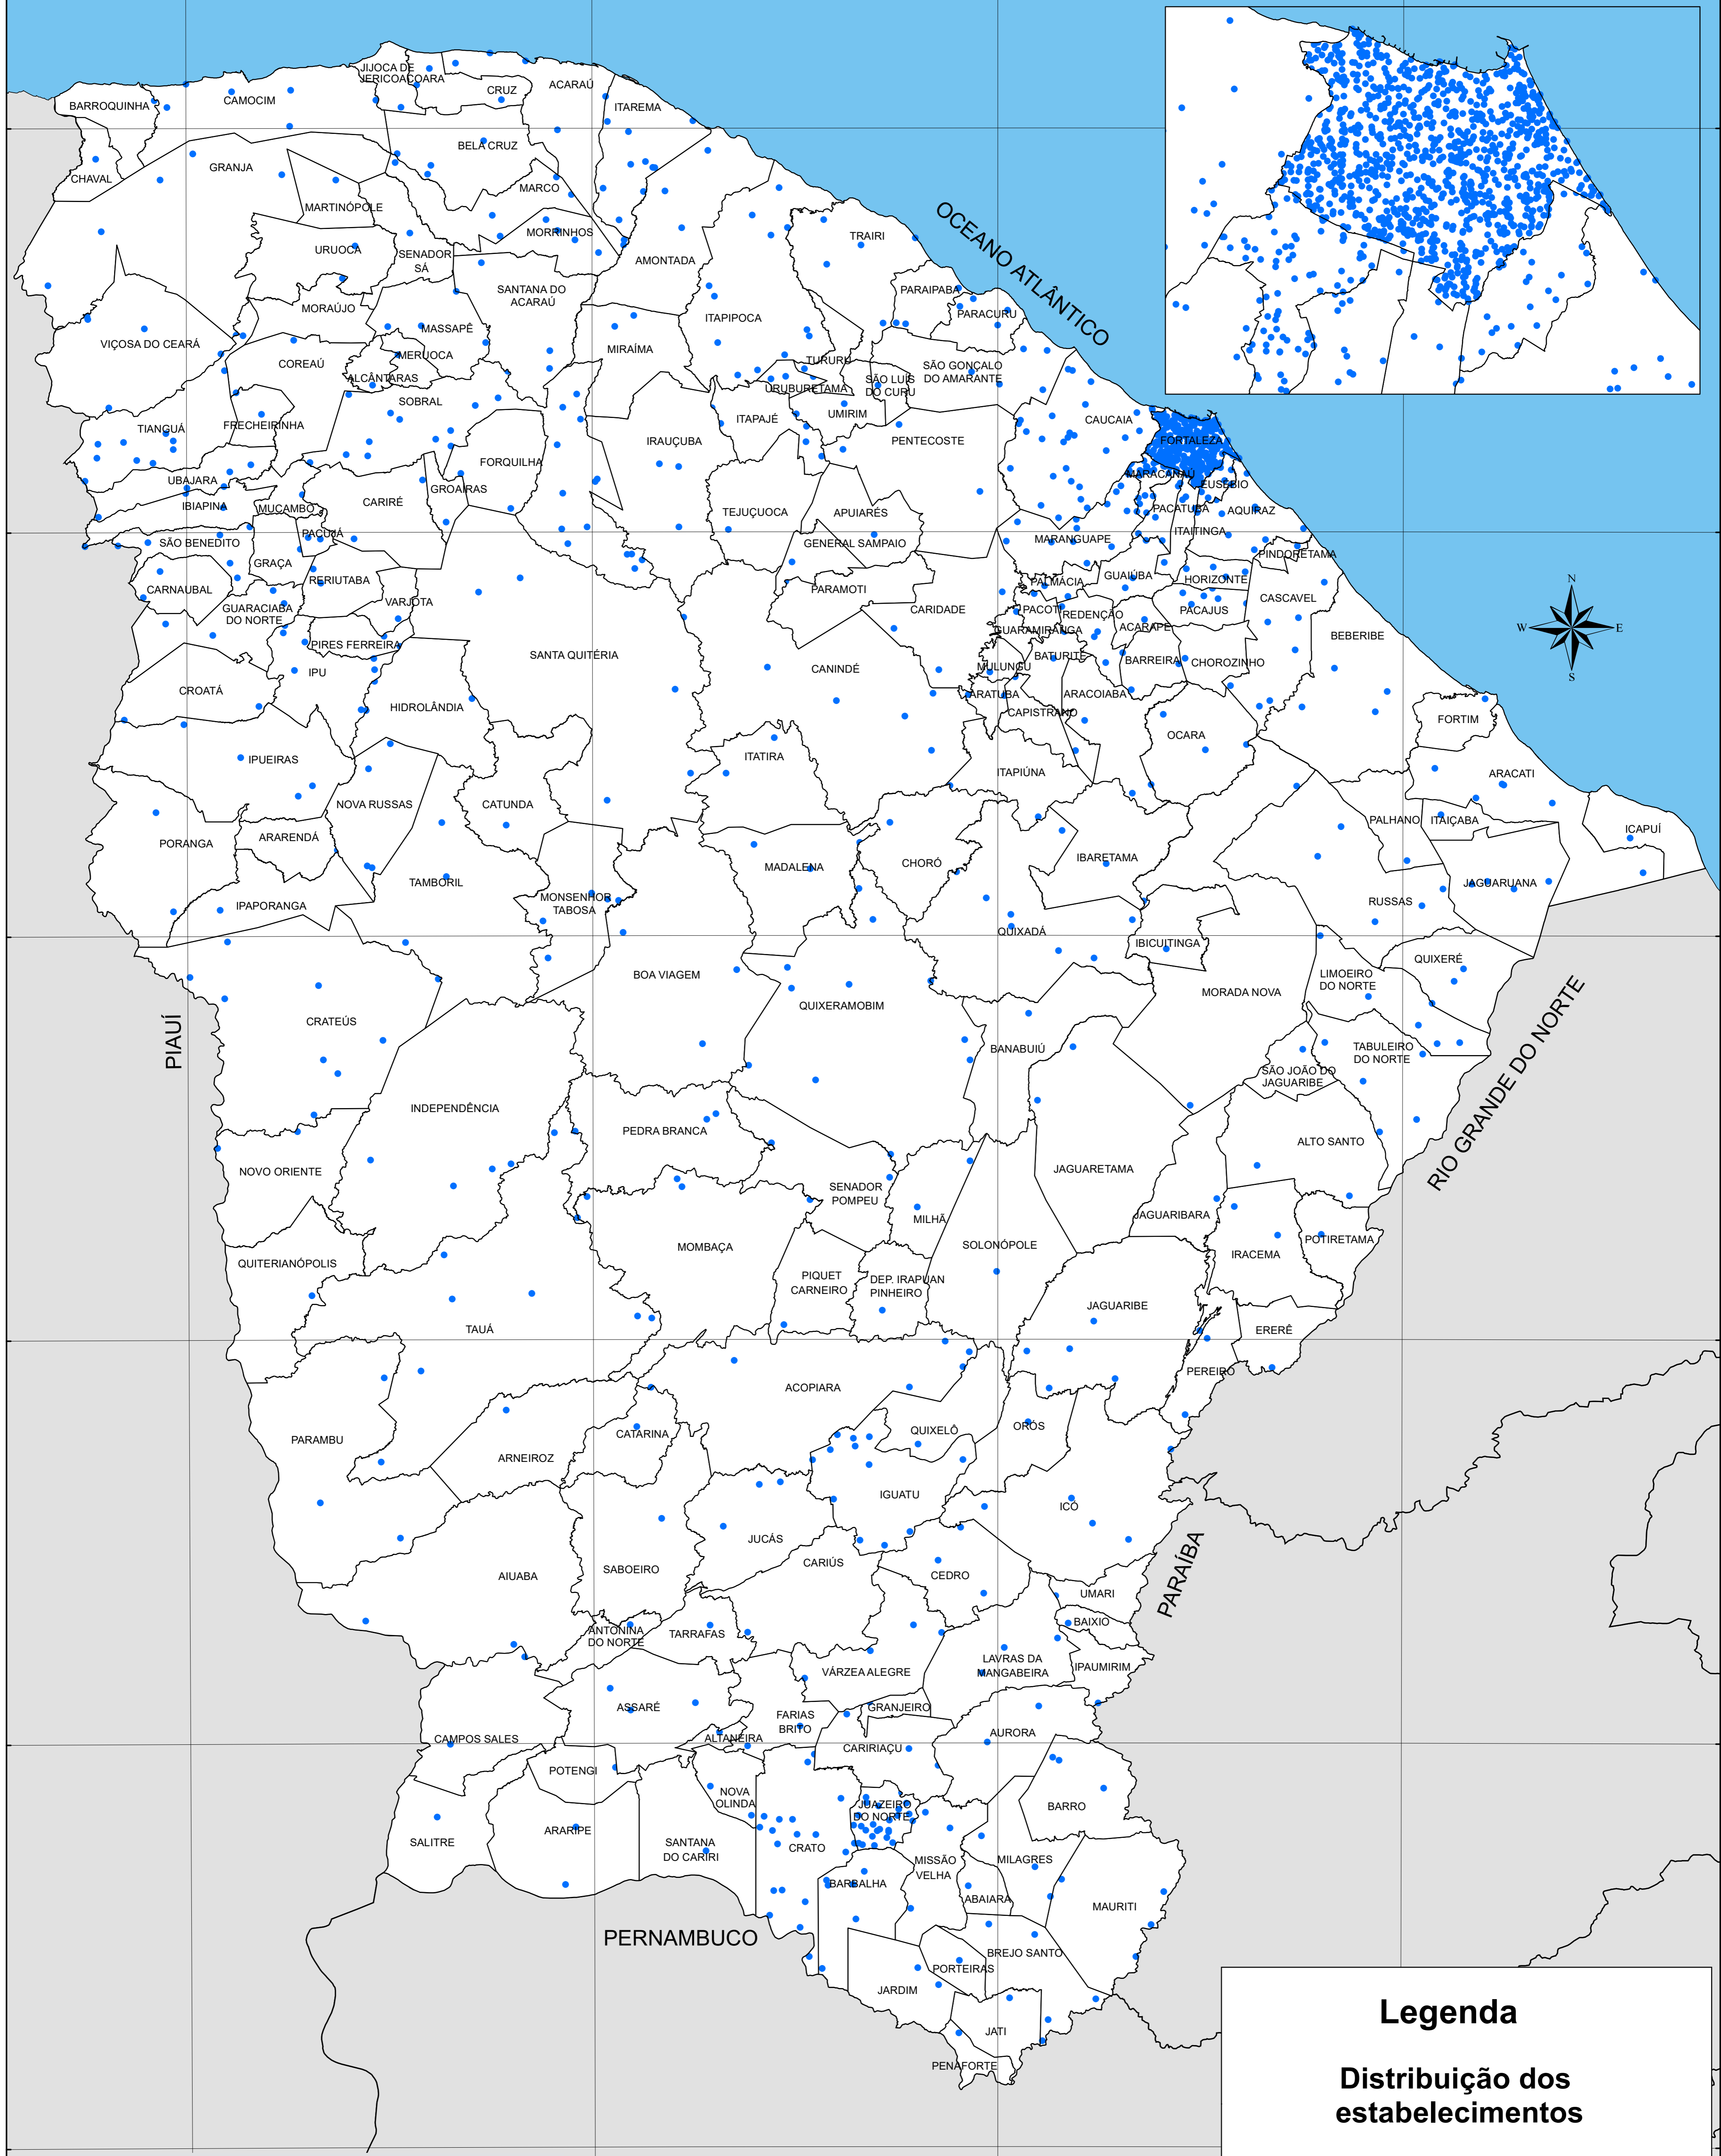 JIJOCA DE
JERICOACOARA
CRUZ
ACARAÚ
BARROQUINHA
CAMOCIM
ITAREMA
BELA CRUZ
GRANJA
CHAVAL
MARCO
MARTINÓPOLE
MORRINHOS
TRAIRI
OCEANO ATLÂNTICO
URUOCA
SENADOR
SÁ
AMONTADA
SANTANA DO
ACARAÚ
PARAIPABA
MORAÚJO
PARACURU
ITAPIPOCA
MASSAPÊ
VIÇOSA DO CEARÁ
MIRAÍMA
MERUOCA
TURURU
COREAÚ
SÃO GONÇALO
DO AMARANTE
ALCÂNTARAS
SÃO LUÍS
DO CURU
URUBURETAMA
SOBRAL
UMIRIM
ITAPAJÉ
CAUCAIA
FRECHEIRINHA
TIANGUÁ
IRAUÇUBA
PENTECOSTE
FORTALEZA
FORQUILHA
MARACANAÚ
UBAJARA
EUSÉBIO
GROAÍRAS
CARIRÉ
IBIAPINA
MUCAMBO
PACATUBA
AQUIRAZ
TEJUÇUOCA
APUIARÉS
PACUJÁ
ITAITINGA
SÃO BENEDITO
GENERAL SAMPAIO
MARANGUAPE
PINDORETAMA
GRAÇA
RERIUTABA
GUAIÚBA
HORIZONTE
PALMÁCIA
CARNAUBAL
PARAMOTI
CASCAVEL
N
VARJOTA
GUARACIABA
DO NORTE
CARIDADE
PACOTI
REDENÇÃO
PACAJUS
W
E
GUARAMIRANGA
ACARAPE
BEBERIBE
PIRES FERREIRA
SANTA QUITÉRIA
BATURITÉ
BARREIRA
CHOROZINHO
MULUNGU
CANINDÉ
IPU
S
CROATÁ
ARATUBA
ARACOIABA
HIDROLÂNDIA
CAPISTRANO
FORTIM
OCARA
IPUEIRAS
ITATIRA
ITAPIÚNA
ARACATI
NOVA RUSSAS
CATUNDA
PALHANO
ITAIÇABA
ICAPUÍ
ARARENDÁ
PORANGA
IBARETAMA
CHORÓ
MADALENA
TAMBORIL
JAGUARUANA
MONSENHOR
TABOSA
RUSSAS
IPAPORANGA
QUIXADÁ
IBICUITINGA
QUIXERÉ
BOA VIAGEM
LIMOEIRO
DO NORTE
MORADA NOVA
QUIXERAMOBIM
CRATEÚS
PIAUÍ
BANABUIÚ
TABULEIRO
DO NORTE
SÃO JOÃO DO
JAGUARIBE
RIO GRANDE DO NORTE
INDEPENDÊNCIA
PEDRA BRANCA
ALTO SANTO
NOVO ORIENTE
JAGUARETAMA
SENADOR
POMPEU
MILHÃ
JAGUARIBARA
POTIRETAMA
MOMBAÇA
SOLONÓPOLE
IRACEMA
QUITERIANÓPOLIS
PIQUET
CARNEIRO
DEP. IRAPUAN
PINHEIRO
JAGUARIBE
TAUÁ
ERERÊ
PEREIRO
ACOPIARA
ORÓS
QUIXELÔ
CATARINA
PARAMBU
ARNEIROZ
IGUATU
ICÓ
JUCÁS
CARIÚS
SABOEIRO
CEDRO
AIUABA
PARAÍBA
UMARI
BAIXIO
ANTONINA
DO NORTE
TARRAFAS
LAVRAS DA
MANGABEIRA
VÁRZEA ALEGRE
IPAUMIRIM
ASSARÉ
GRANJEIRO
FARIAS
BRITO
AURORA
CAMPOS SALES
ALTANEIRA
CARIRIAÇU
POTENGI
NOVA
OLINDA
JUAZEIRO
DO NORTE
BARRO
ARARIPE
SALITRE
SANTANA
DO CARIRI
CRATO
MISSÃO
VELHA
MILAGRES
BARBALHA
ABAIARA
MAURITI
PERNAMBUCO
BREJO SANTO
PORTEIRAS
JARDIM
JATI
PENAFORTE
Legenda
Distribuição dos
estabelecimentos